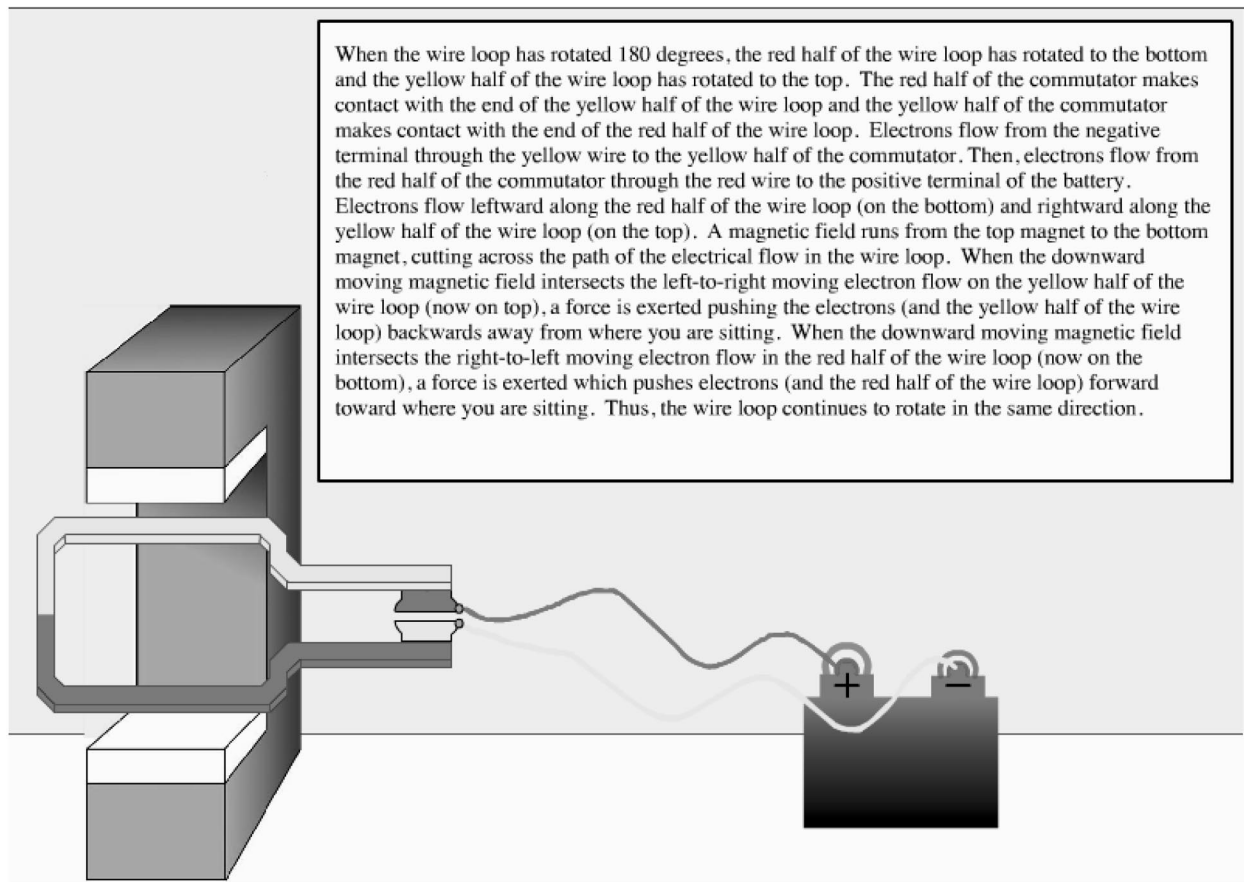 When the wire loop has rotated 180 degrees, the red half of the wire loop has rotated to the bottom
and the yellow half of the wire loop has rotated to the top. The red half of the commutator makes
contact with the end of the yellow half of the wire loop and the yellow half of the commutator
makes contact with the end of the red half of the wire loop. Electrons flow from the negative
terminal through the yellow wire to the yellow half of the commutator. Then, electrons flow from
the red half of the commutator through the red wire to the positive terminal of the battery.
Electrons flow leftward along the red half of the wire loop (on the bottom) and rightward along the
yellow half of the wire loop (on the top). A magnetic field runs from the top magnet to the bottom
magnet, cutting across the path of the electrical flow in the wire loop. When the downward
moving magnetic field intersects the left-to-right moving electron flow on the yellow half of the
wire loop (now on top), a force is exerted pushing the electrons (and the yellow half of the wire
loop) backwards away from where you are sitting. When the downward moving magnetic field
intersects the right-to-left moving electron flow in the red half of the wire loop (now on the
bottom), a force is exerted which pushes electrons (and the red half of the wire loop) forward
toward where you are sitting. Thus, the wire loop continues to rotate in the same direction.
+ −